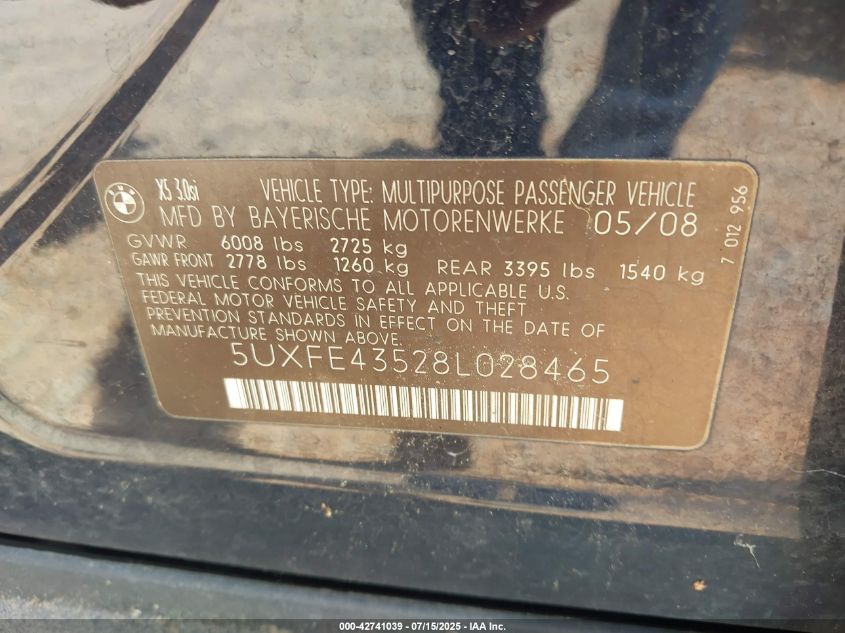 BMW
X5 3.0si VEHICLE TYPE: MULTIPURPOSE PASSENGER VEHICLE
MFD BY BAYERISCHE MOTORENWERKE 05/08
GVWR 6008 lbs 2725 kg
GAWR FRONT 2778 lbs 1260 kg REAR 3395 lbs 1540 kg
THIS VEHICLE CONFORMS TO ALL APPLICABLE U.S.
FEDERAL MOTOR VEHICLE SAFETY AND THEFT
PREVENTION STANDARDS IN EFFECT ON THE DATE OF
MANUFACTURE SHOWN ABOVE.
5UXFE43528L028465
7 012 956
000-42741039 - 07/15/2025 - IAA Inc.